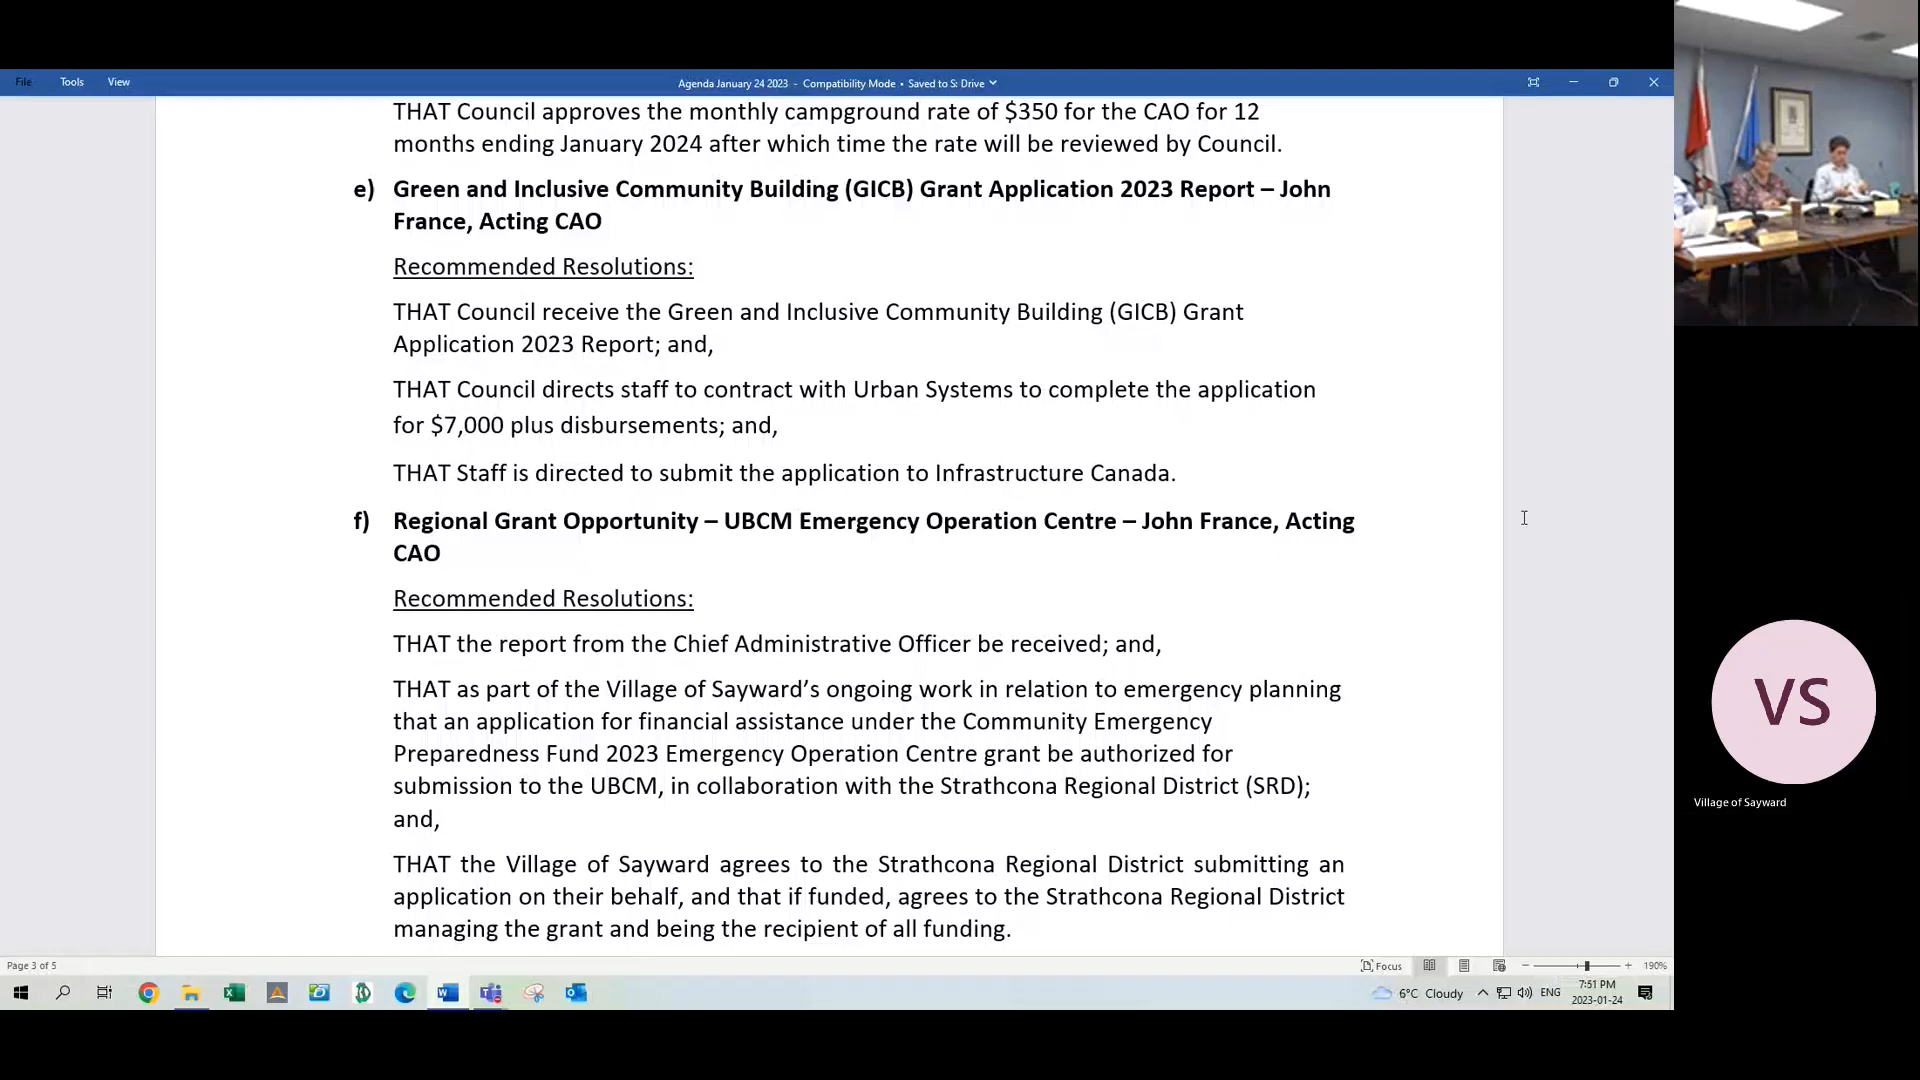 File Tools View Agenda January 24 2023 - Compatibility Mode • Saved to S: Drive
THAT Council approves the monthly campground rate of $350 for the CAO for 12
months ending January 2024 after which time the rate will be reviewed by Council.
e) Green and Inclusive Community Building (GICB) Grant Application 2023 Report – John
France, Acting CAO
Recommended Resolutions:
THAT Council receive the Green and Inclusive Community Building (GICB) Grant
Application 2023 Report; and,
THAT Council directs staff to contract with Urban Systems to complete the application
for $7,000 plus disbursements; and,
THAT Staff is directed to submit the application to Infrastructure Canada.
f) Regional Grant Opportunity – UBCM Emergency Operation Centre – John France, Acting
CAO
Recommended Resolutions:
THAT the report from the Chief Administrative Officer be received; and,
THAT as part of the Village of Sayward’s ongoing work in relation to emergency planning
that an application for financial assistance under the Community Emergency
Preparedness Fund 2023 Emergency Operation Centre grant be authorized for
submission to the UBCM, in collaboration with the Strathcona Regional District (SRD);
and,
THAT the Village of Sayward agrees to the Strathcona Regional District submitting an
application on their behalf, and that if funded, agrees to the Strathcona Regional District
managing the grant and being the recipient of all funding.
VS
Village of Sayward
Page 3 of 5
Focus
190%
6°C Cloudy
ENG
7:51 PM
2023-01-24